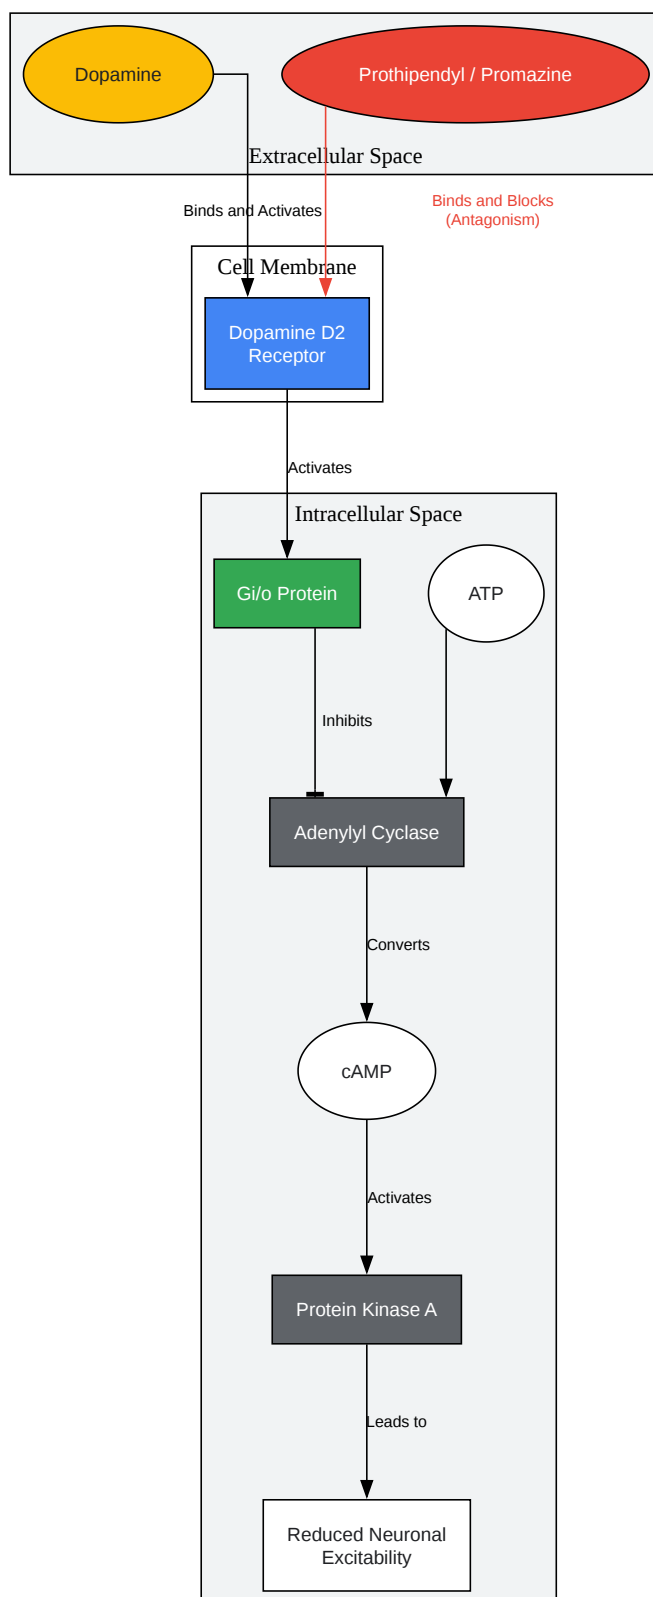 Dopamine
Prothipendyl / Promazine
Extracellular Space
Binds and Activates
Binds and Blocks
(Antagonism)
Cell Membrane
Dopamine D2
Receptor
Activates
Intracellular Space
Gi/o Protein
ATP
Inhibits
Adenylyl Cyclase
Converts
cAMP
Activates
Protein Kinase A
Leads to
Reduced Neuronal
Excitability